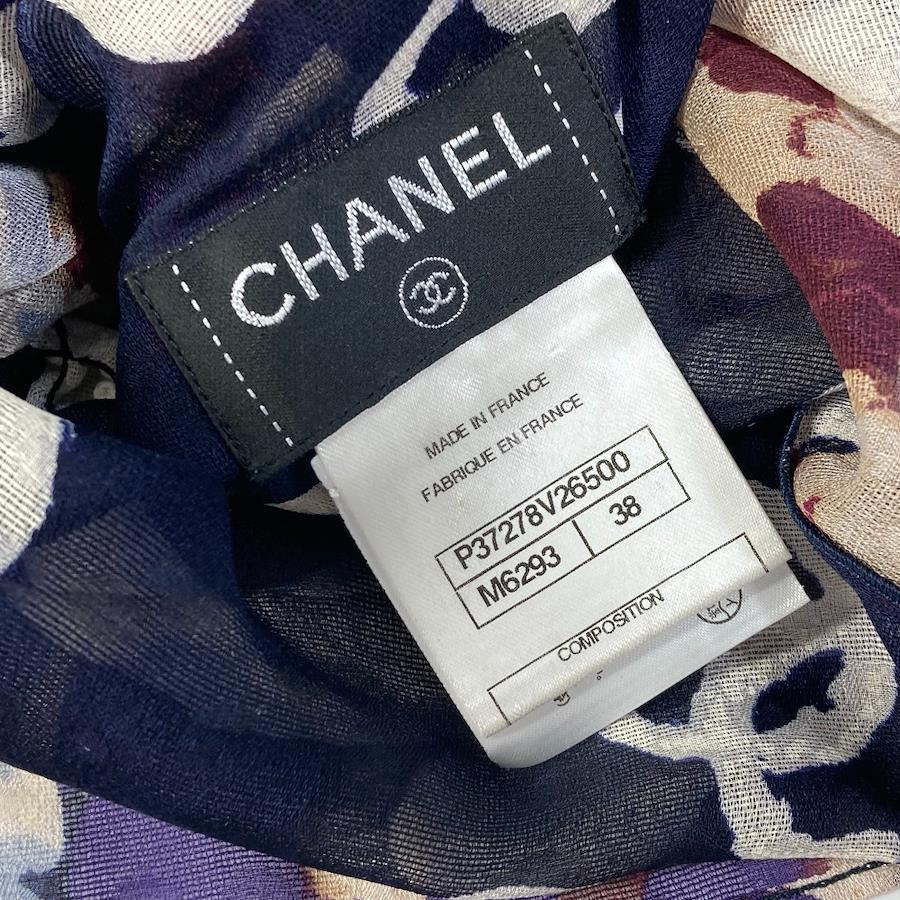 CHANEL
MADE IN FRANCE
FABRIQUE EN FRANCE
P37278V26500
M6293 38
COMPOSITION